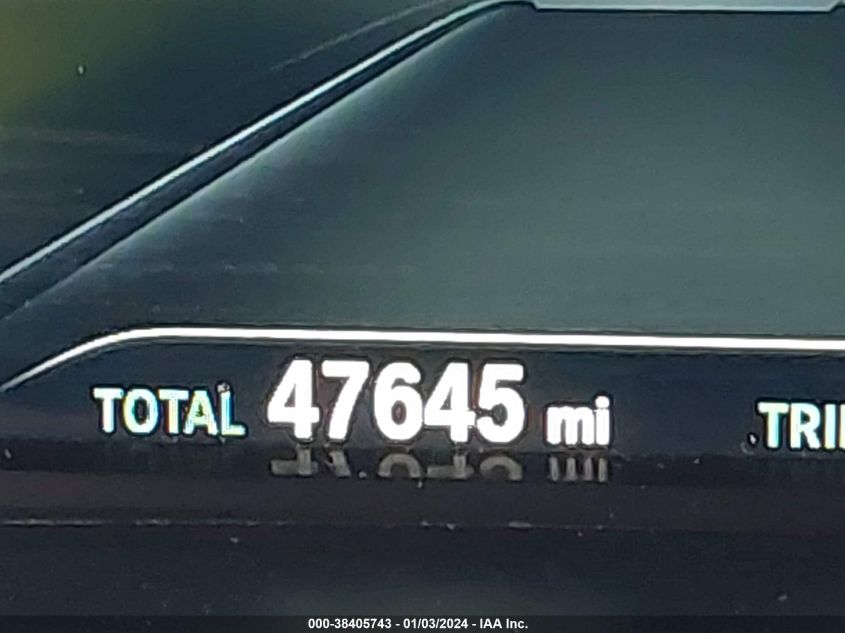 TOTAL 47645 mi TRI
000-38405743 - 01/03/2024 - IAA Inc.